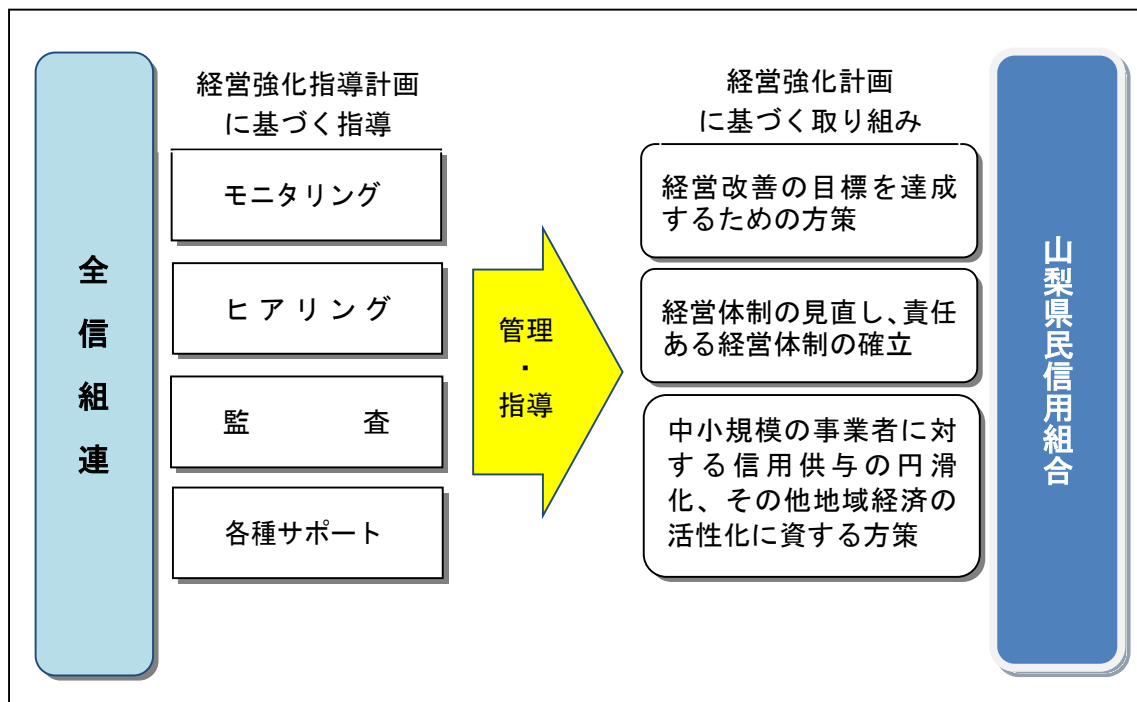 全信組連
経営強化指導計画
に基づく指導
モニタリング
ヒアリング
監査
各種サポート
管理
・
指導
経営強化計画
に基づく取り組み
経営改善の目標を達成
するための方策
経営体制の見直し、責任
ある経営体制の確立
中小規模の事業者に対
する信用供与の円滑
化、その他地域経済の
活性化に資する方策
山梨県民信用組合